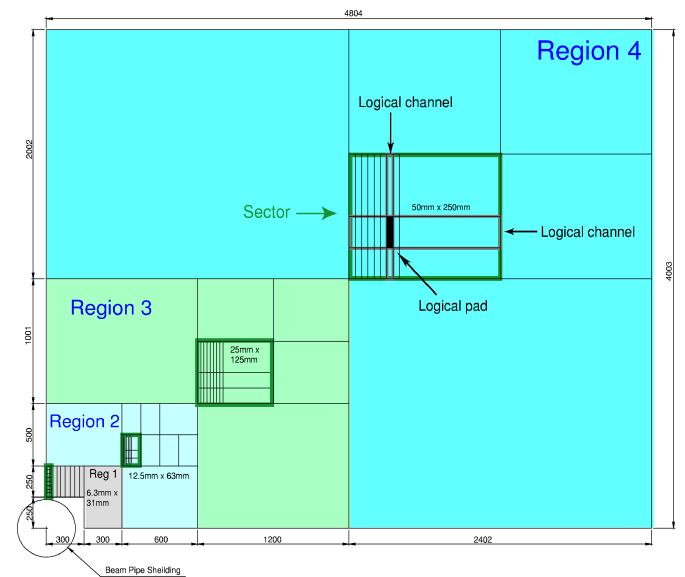 4804
Region 4
Logical channel
2002
Sector
50mm x 250mm
Logical channel
4003
Logical pad
Region 3
1001
25mm x
125mm
Region 2
500
Reg 1
12.5mm x 63mm
250
6.3mm x
31mm
250
300
300
600
1200
2402
Beam Pipe Sheilding